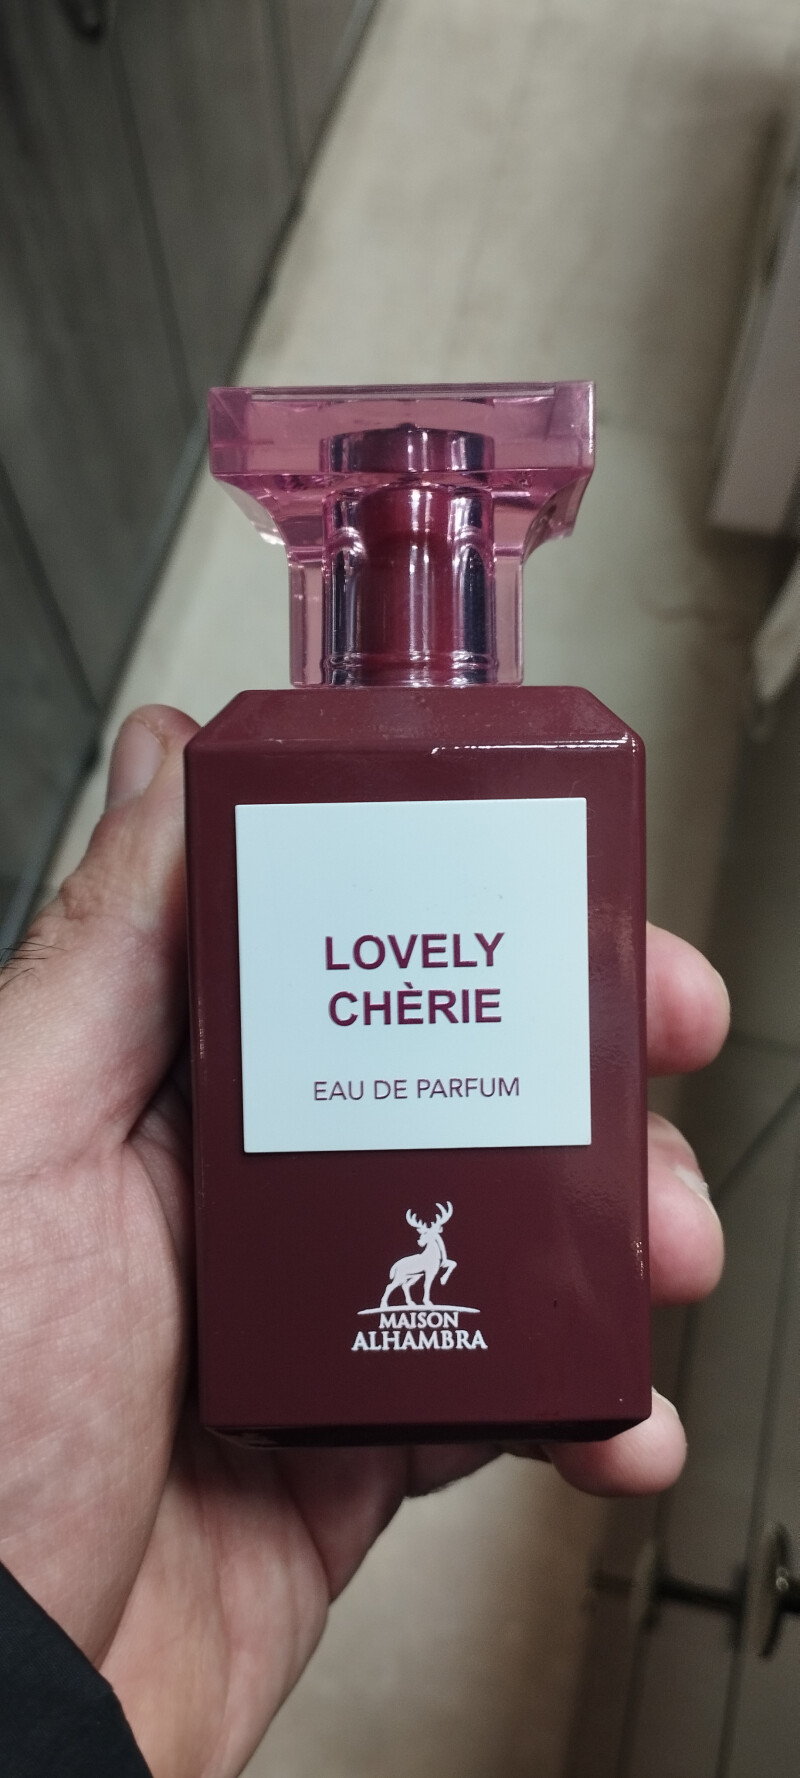 LOVELY
CHÈRIE
EAU DE PARFUM
MAISON
ALHAMBRA